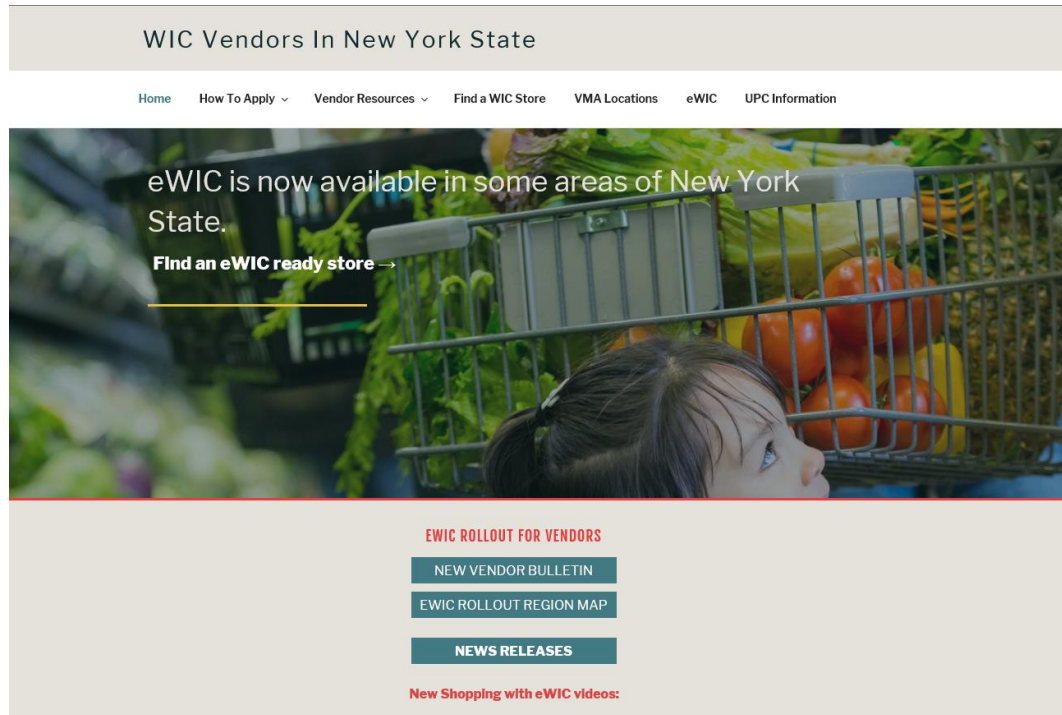 WIC Vendors In New York State
Home How To Apply Vendor Resources Find a WIC Store VMA Locations eWIC UPC Information
eWIC is now available in some areas of New York
State.
Find an eWIC ready store →
EWIC ROLLOUT FOR VENDORS
NEW VENDOR BULLETIN
EWIC ROLLOUT REGION MAP
NEWS RELEASES
New Shopping with eWIC videos: